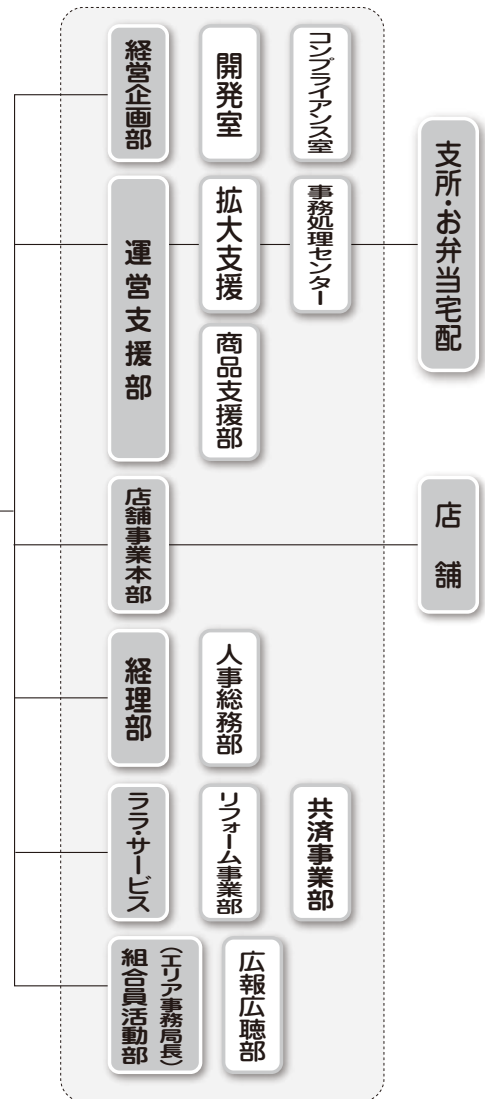 経営企画部
開発室
コンプライアンス室
運営支援部
拡大支援
事務処理センター
支所・お弁当宅配
商品支援部
店舗事業本部
店舗
経理部
人事総務部
ララ・サービス
リフォーム事業部
共済事業部
（エリア事務局長）
組合員活動部
広報広聴部